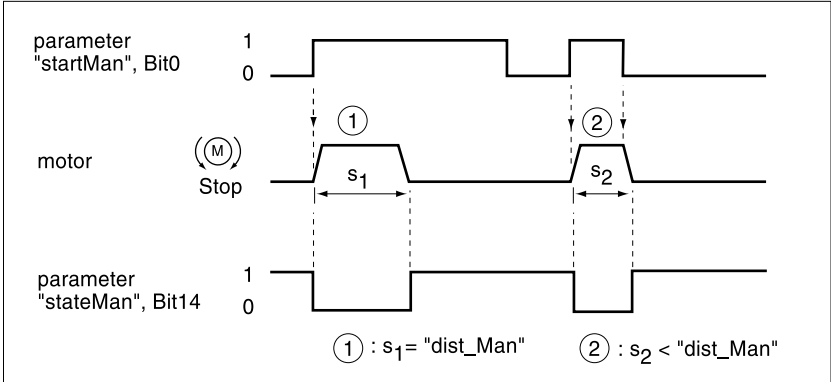 parameter 1
"startMan", Bit0 0
1 2
motor M s1 s2
Stop
parameter 1
"stateMan", Bit14 0
1 : s1= "dist_Man" 2 : s2 < "dist_Man"